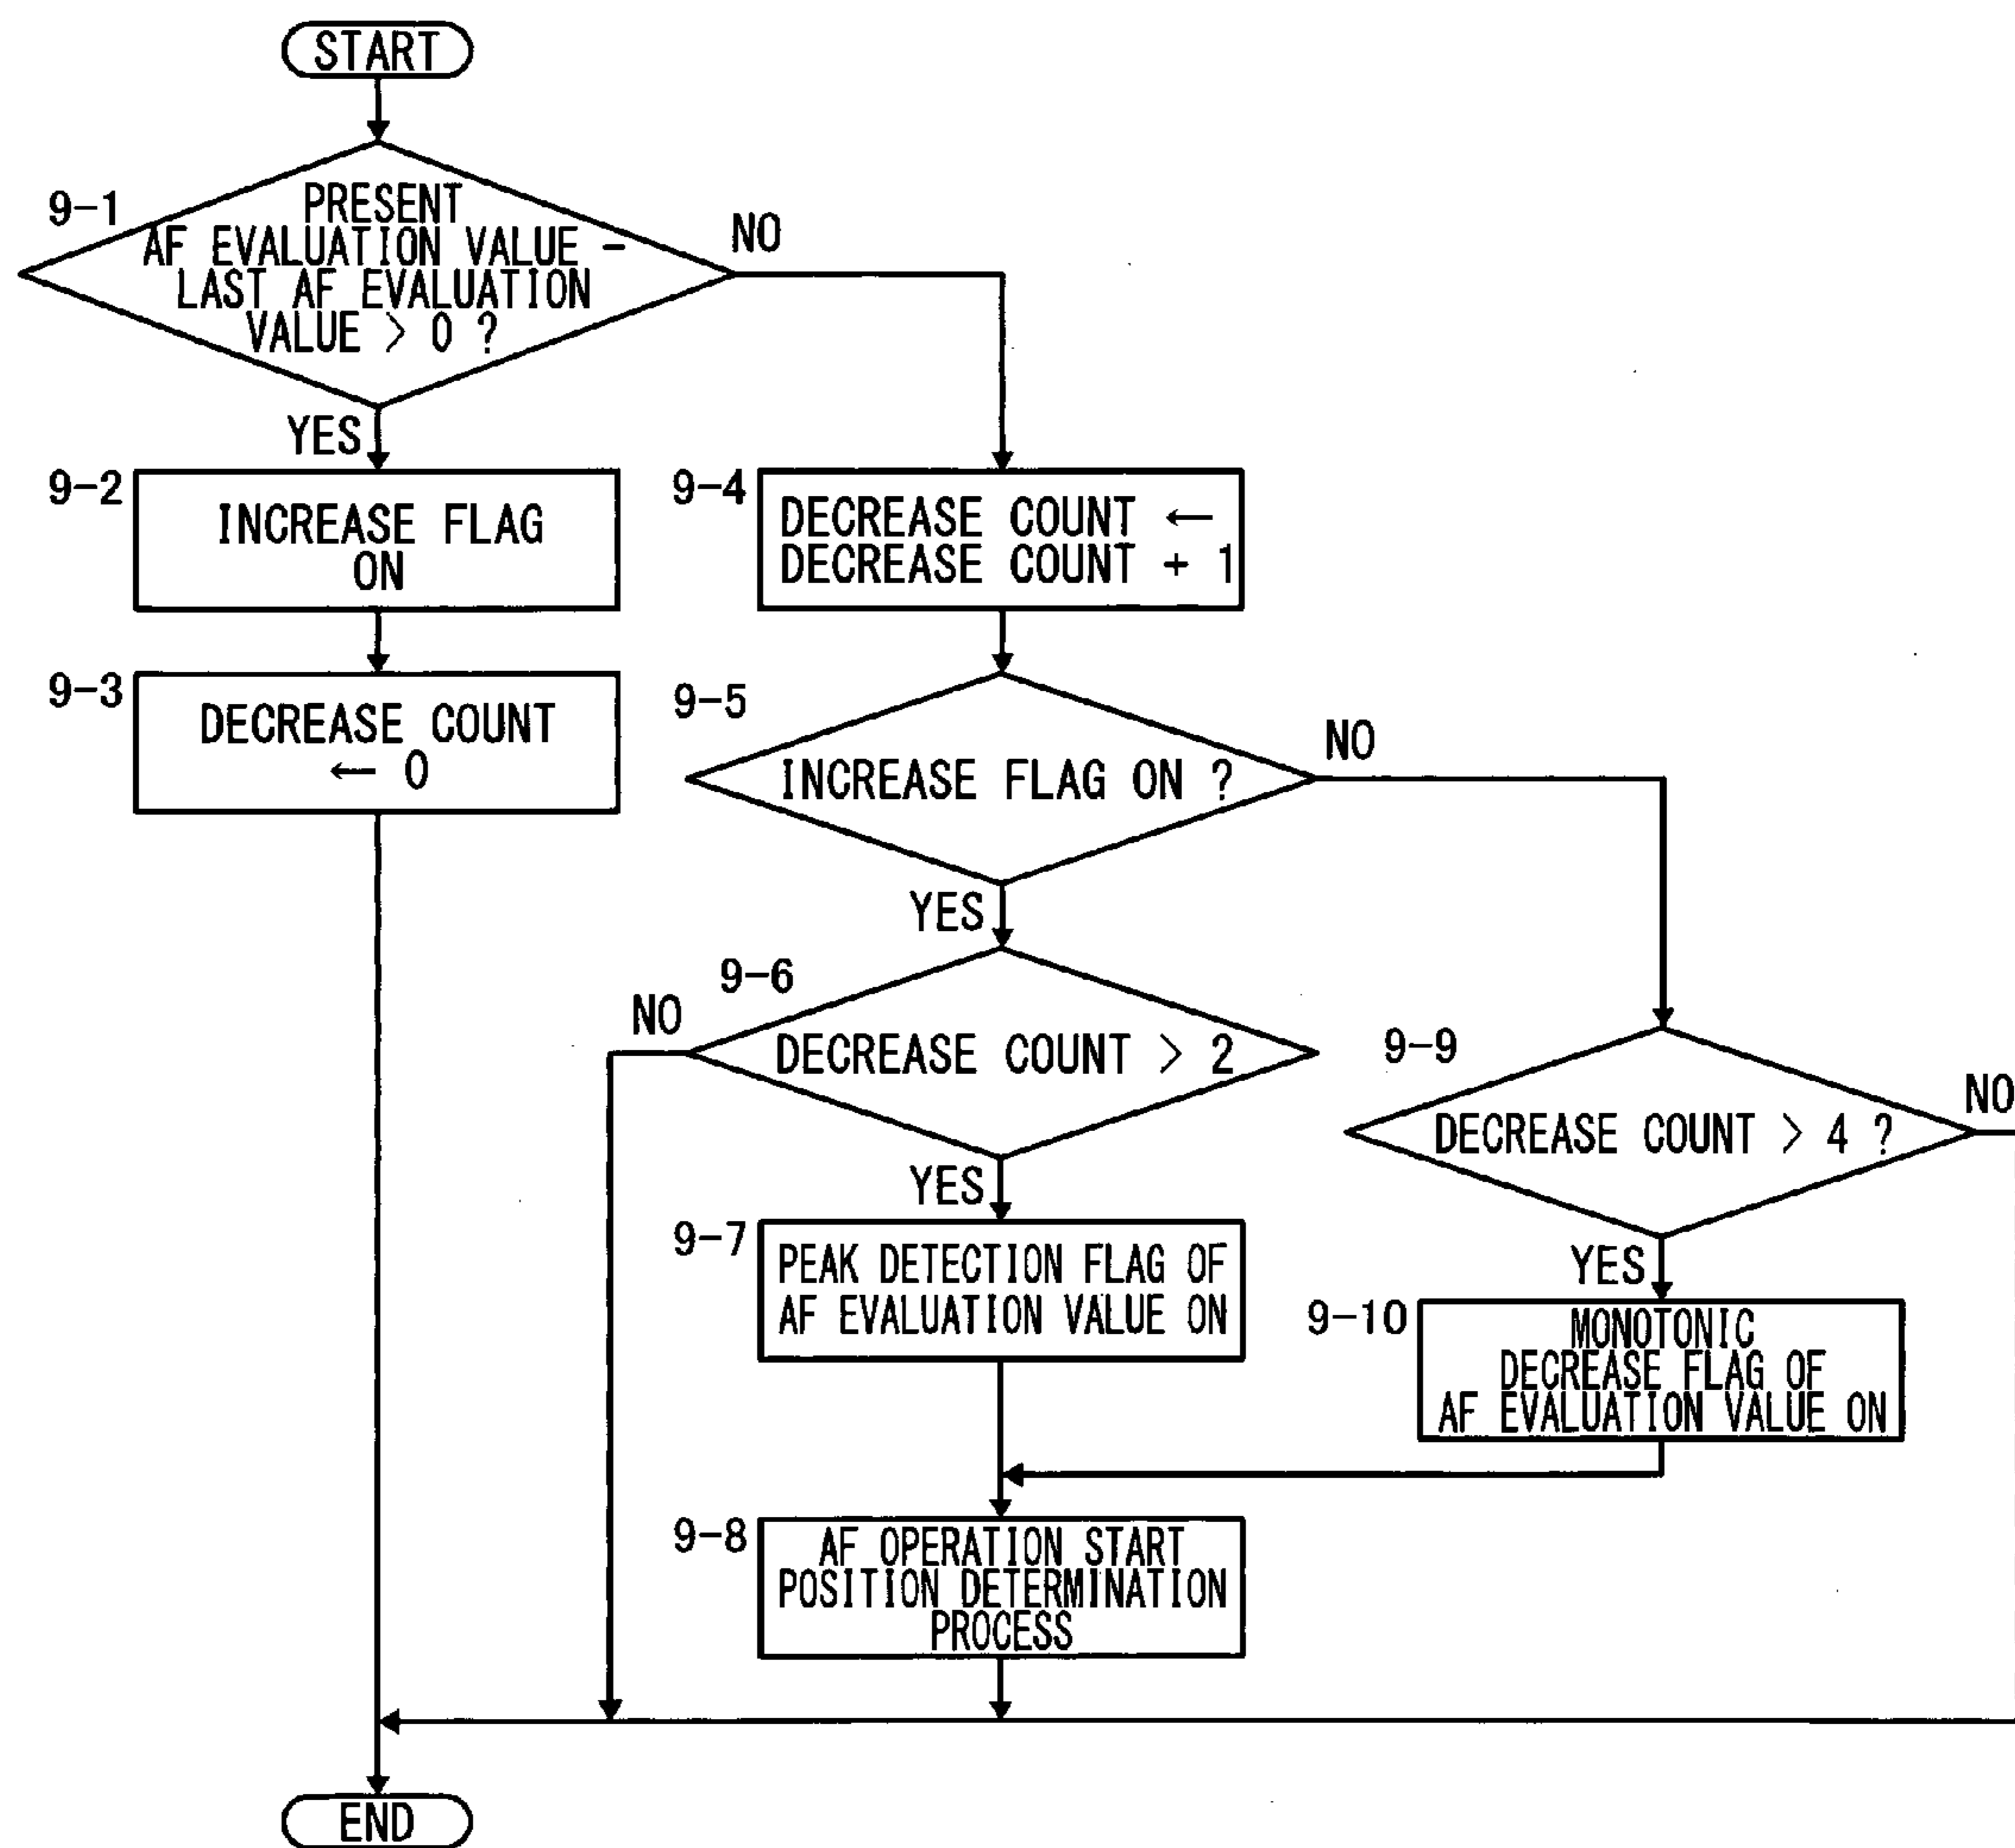 START
9-1
PRESENT
AF EVALUATION VALUE -
LAST AF EVALUATION
VALUE > 0 ?
NO
YES
9-2
INCREASE FLAG
ON
9-4
DECREASE COUNT ←
DECREASE COUNT + 1
9-3
DECREASE COUNT
← 0
9-5
INCREASE FLAG ON ?
NO
YES
9-6
NO
DECREASE COUNT > 2
9-9
DECREASE COUNT > 4 ?
NO
YES
9-7
PEAK DETECTION FLAG OF
AF EVALUATION VALUE ON
YES
9-10
MONOTONIC
DECREASE FLAG OF
AF EVALUATION VALUE ON
9-8
AF OPERATION START
POSITION DETERMINATION
PROCESS
END